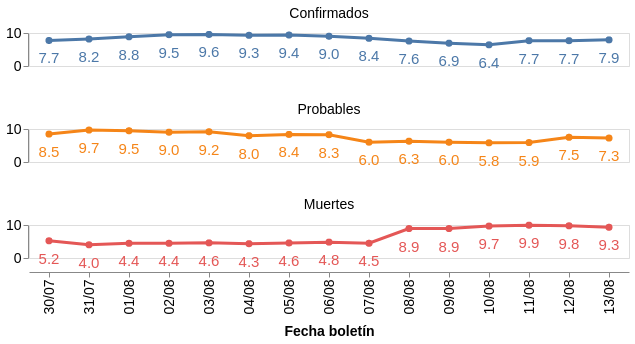 Confirmados
10
0
7.7 8.2 8.8 9.5 9.6 9.3 9.4 9.0 8.4 7.6 6.9 6.4 7.7 7.7 7.9
Probables
10
0
8.5 9.7 9.5 9.0 9.2 8.0 8.4 8.3 6.0 6.3 6.0 5.8 5.9 7.5 7.3
Muertes
10
0
5.2 4.0 4.4 4.4 4.6 4.3 4.6 4.8 4.5 8.9 8.9 9.7 9.9 9.8 9.3
30/07 31/07 01/08 02/08 03/08 04/08 05/08 06/08 07/08 08/08 09/08 10/08 11/08 12/08 13/08
Fecha boletín